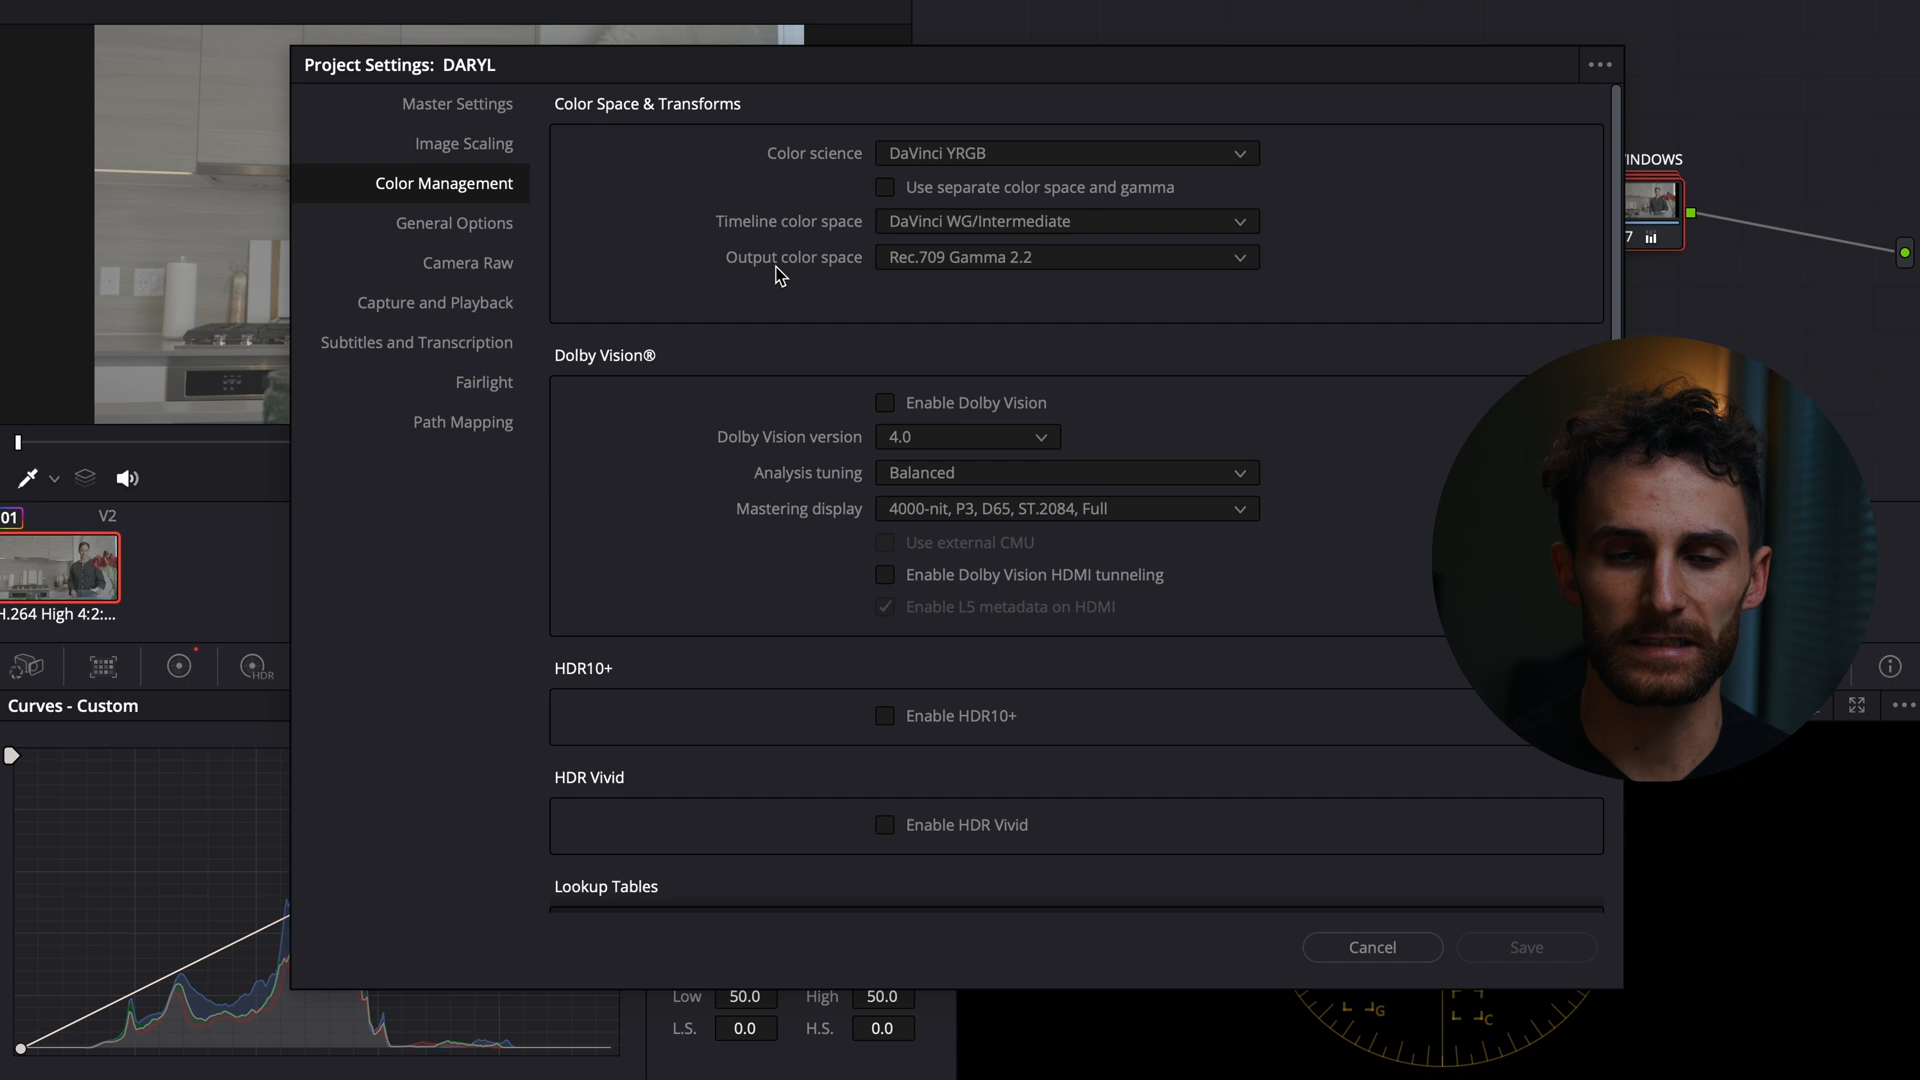 Project Settings: DARYL
Master Settings
Image Scaling
Color Management
General Options
Camera Raw
Capture and Playback
Subtitles and Transcription
Fairlight
Path Mapping
Color Space & Transforms
Color science DaVinci YRGB
Use separate color space and gamma
Timeline color space DaVinci WG/Intermediate
Output color space Rec.709 Gamma 2.2
Dolby Vision®
Enable Dolby Vision
Dolby Vision version 4.0
Analysis tuning Balanced
Mastering display 4000-nit, P3, D65, ST.2084, Full
Use external CMU
Enable Dolby Vision HDMI tunneling
Enable L5 metadata on HDMI
HDR10+
Enable HDR10+
HDR Vivid
Enable HDR Vivid
Lookup Tables
Cancel Save
INDOWS
7
01 V2
H.264 High 4:2:...
HDR
Curves - Custom
Low 50.0 High 50.0
L.S. 0.0 H.S. 0.0
G
C